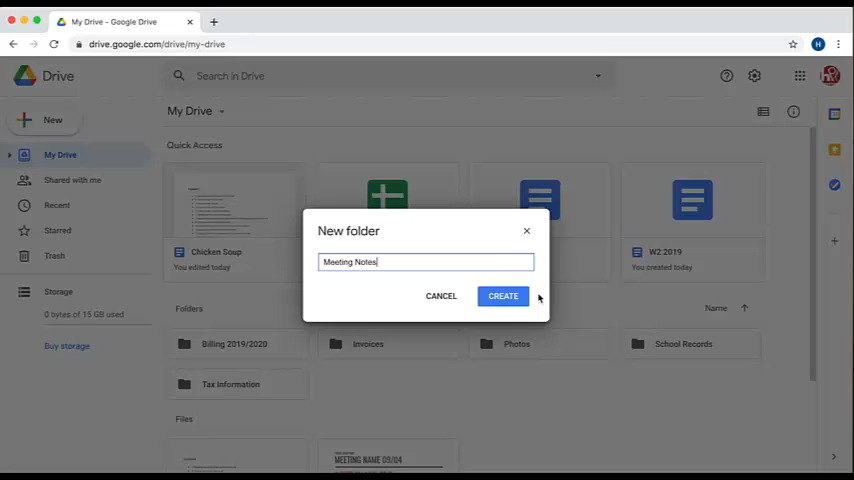 My Drive - Google Drive
drive.google.com/drive/my-drive
H
Drive
Search in Drive
New
My Drive
Quick Access
My Drive
Shared with me
Recent
Starred
Trash
Storage
0 bytes of 15 GB used
Buy storage
Chicken Soup
You edited today
W2 2019
You created today
New folder
Meeting Notes
CANCEL
CREATE
Folders
Name
Billing 2019/2020
Invoices
Photos
School Records
Tax Information
Files
MEETING NAME 09/04